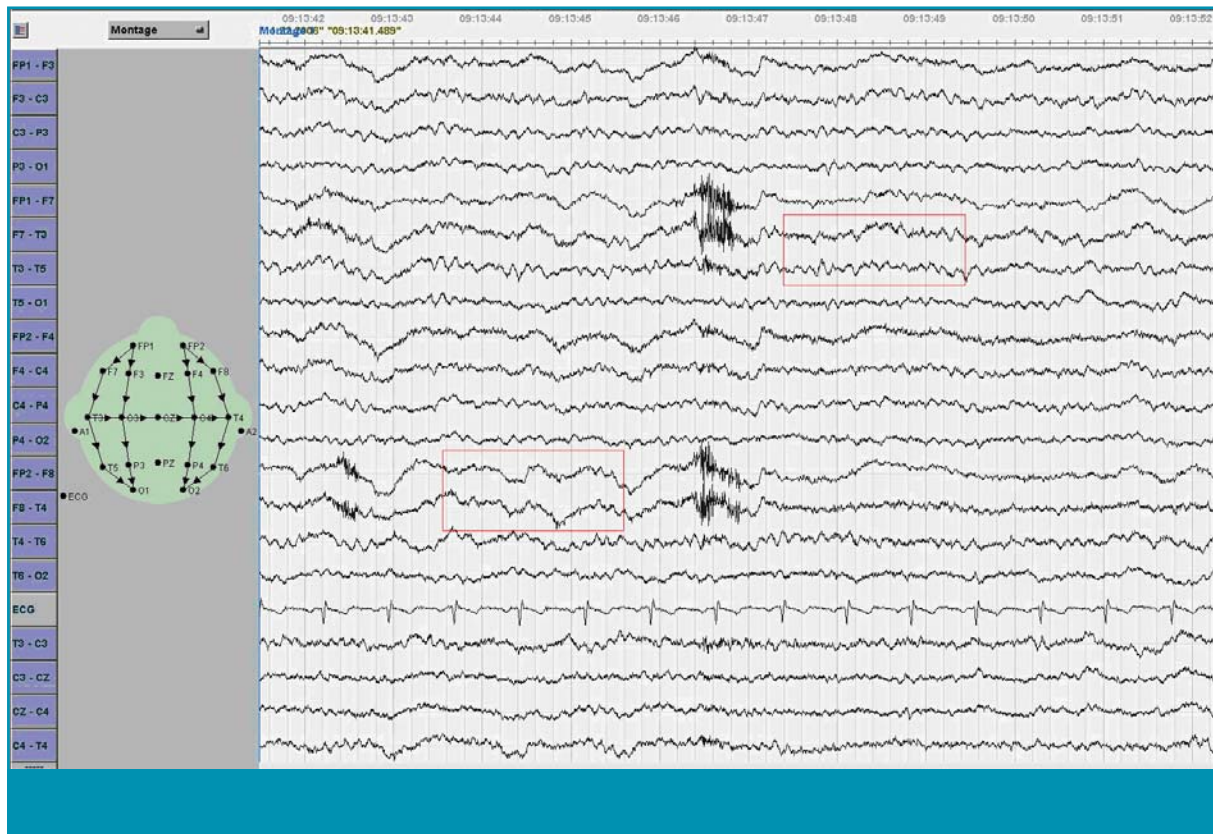 09:13:42 09:13:43 09:13:44 09:13:45 09:13:46 09:13:47 09:13:48 09:13:49 09:13:50 09:13:51 09:13:52
Montage
"09:13:41.489"
FP1 - F3
F3 - C3
C3 - P3
P3 - O1
FP1 - F7
F7 - T3
T3 - T5
T5 - O1
FP2 - F4
F4 - C4
C4 - P4
P4 - O2
FP2 - F8
F8 - T4
T4 - T6
T6 - O2
ECG
T3 - C3
C3 - CZ
CZ - C4
C4 - T4
FP1 FP2
F7 F3 FZ F4 F8
T3 C3 CZ C4 T4
A1 A2
T5 P3 PZ P4 T6
O1 O2
ECG